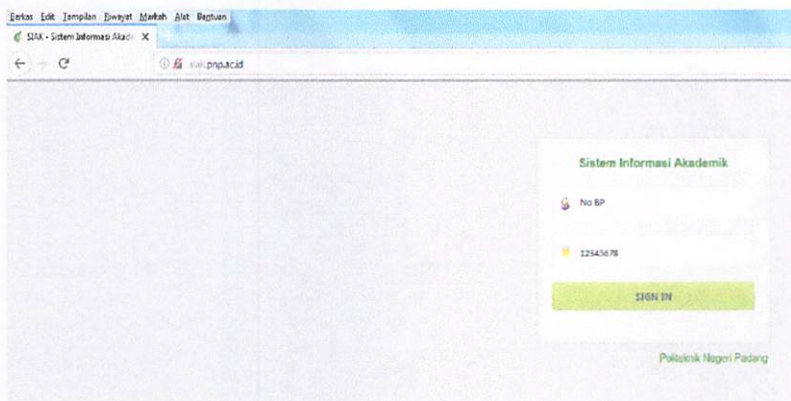 Berkas Edit Tampilan Riwayat Markah Alat Bantuan
SIAK - Sistem Informasi Akade X
siak.pnp.ac.id
Sistem Informasi Akademik
No BP
12345678
SIGN IN
Politeknik Negeri Padang